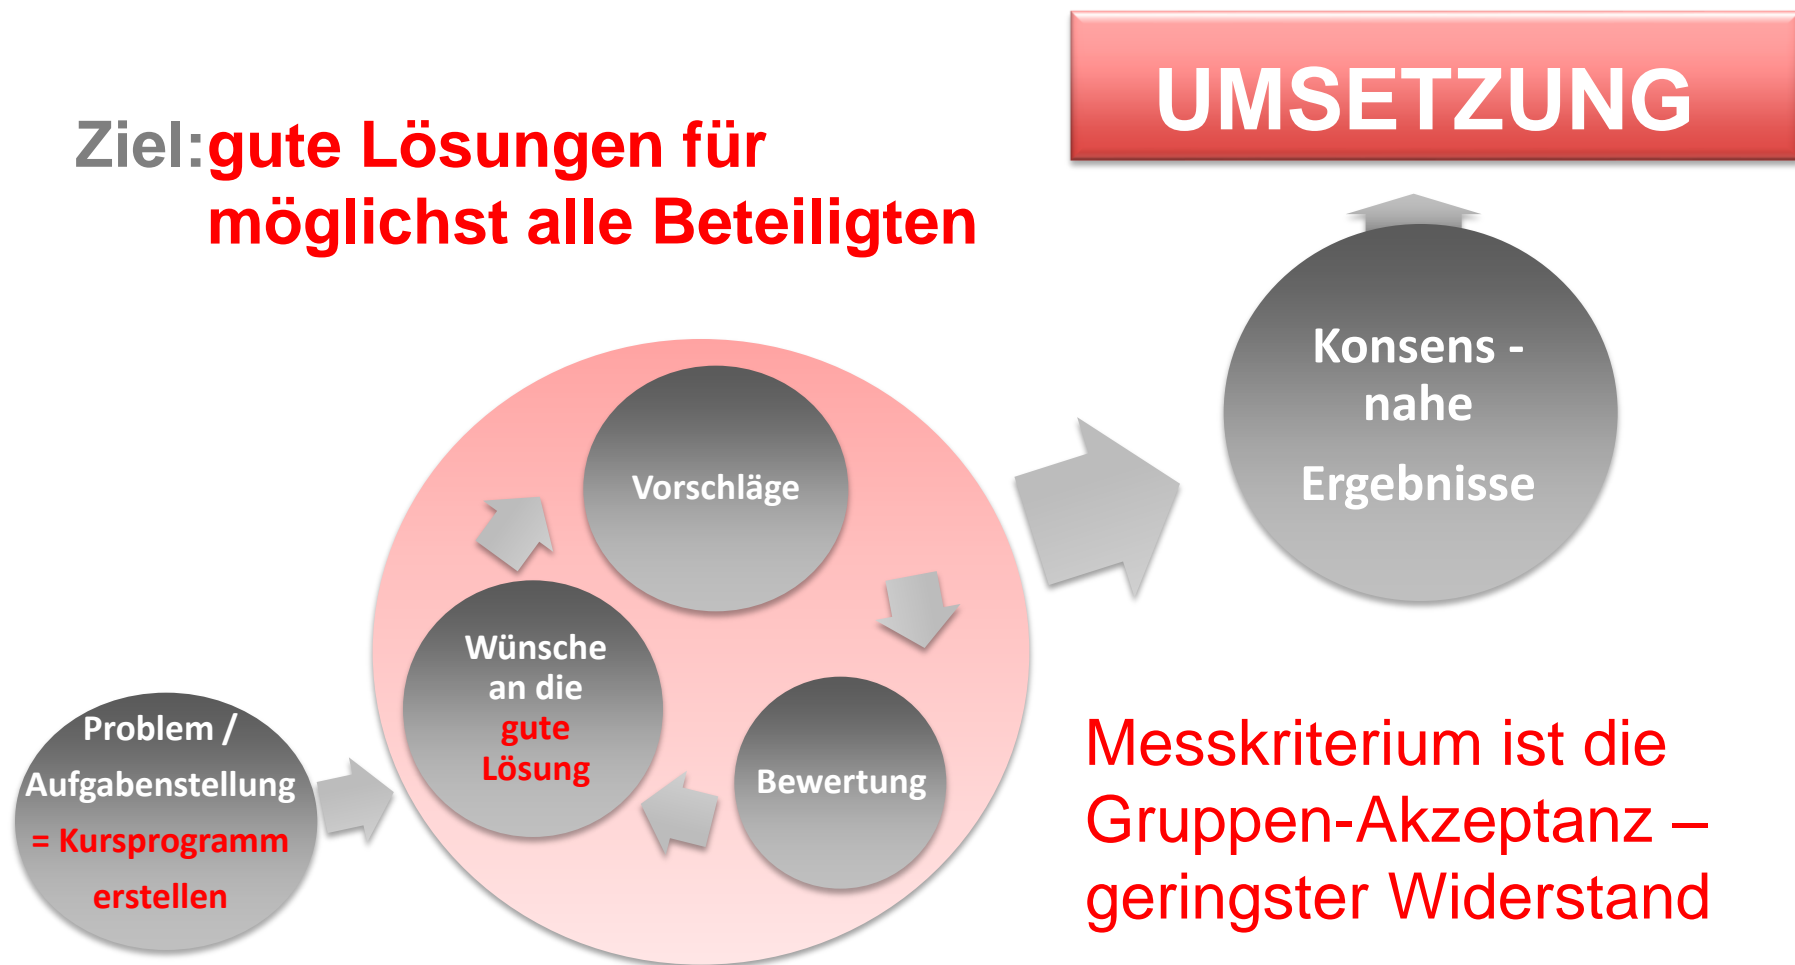 UMSETZUNG
Ziel: gute Lösungen für
möglichst alle Beteiligten
Konsens -
nahe
Ergebnisse
Vorschläge
Wünsche
an die
gute
Lösung
Bewertung
Problem /
Aufgabenstellung
= Kursprogramm
erstellen
Messkriterium ist die
Gruppen-Akzeptanz –
geringster Widerstand